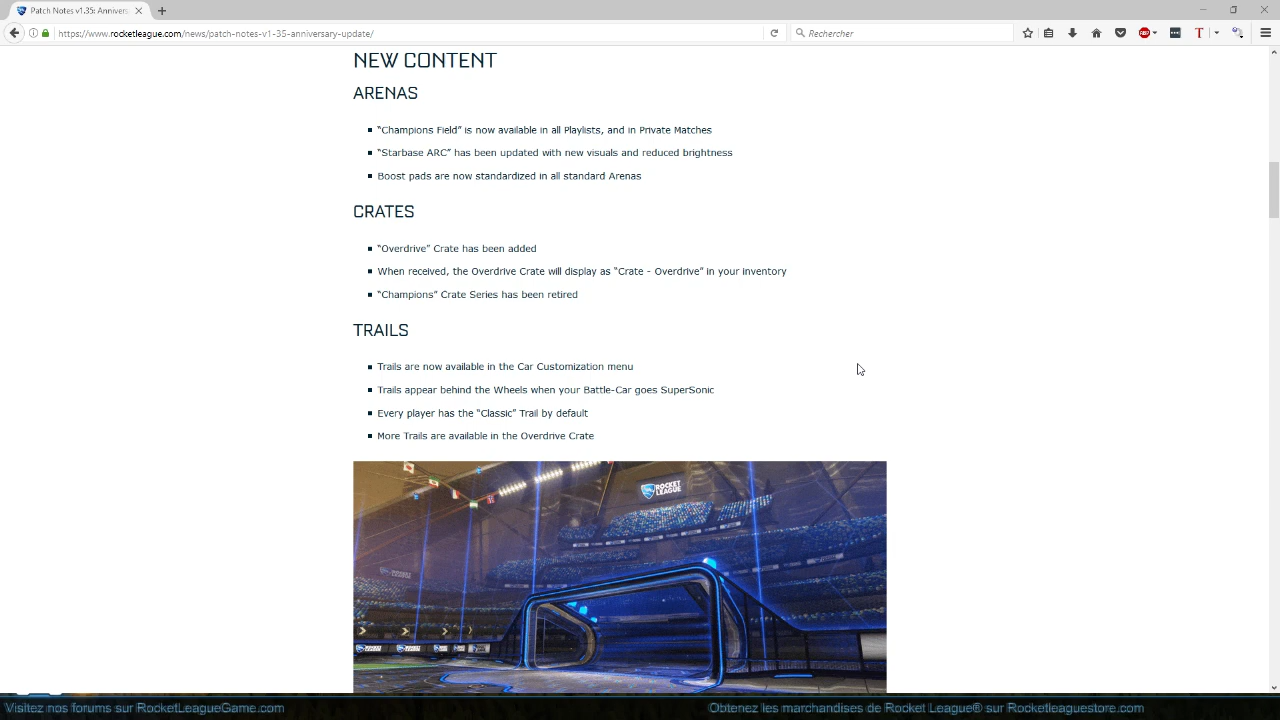 Patch Notes v1.35: Annivers
https://www.rocketleague.com/news/patch-notes-v1-35-anniversary-update/
Rechercher
ABP
T
NEW CONTENT
ARENAS
“Champions Field” is now available in all Playlists, and in Private Matches
“Starbase ARC” has been updated with new visuals and reduced brightness
Boost pads are now standardized in all standard Arenas
CRATES
“Overdrive” Crate has been added
When received, the Overdrive Crate will display as “Crate - Overdrive” in your inventory
“Champions” Crate Series has been retired
TRAILS
Trails are now available in the Car Customization menu
Trails appear behind the Wheels when your Battle-Car goes SuperSonic
Every player has the “Classic” Trail by default
More Trails are available in the Overdrive Crate
ROCKET
LEAGUE
Visitez nos forums sur RocketLeagueGame.com
Obtenez les marchandises de Rocket League® sur Rocketleaguestore.com